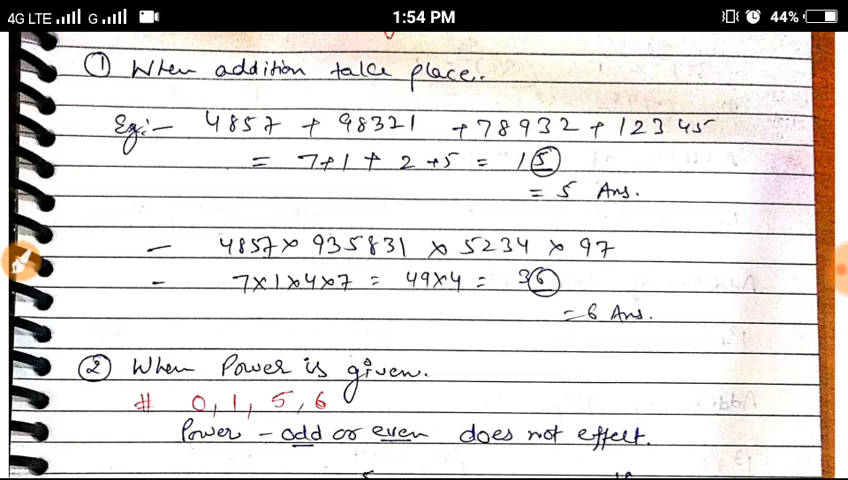 4G LTE G 1:54 PM 44%
① When addition take place.
Eg:- 4857 + 98321 + 78932 + 12345
= 7+1+2+5 = 15
= 5 Ans.
- 4857 × 935831 × 5234 × 97
- 7×1×4×7 = 49×4 = 36
= 6 Ans.
② When Power is given.
# 0, 1, 5, 6
Power - odd or even does not effect.